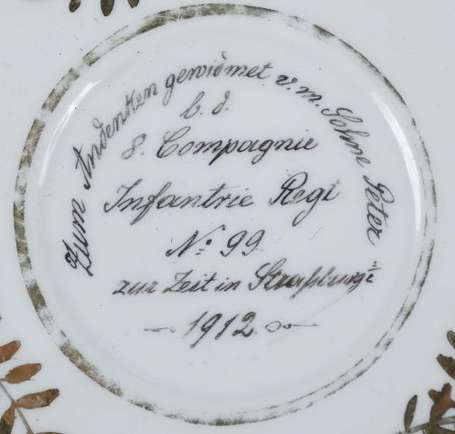 Zum Andenken gewidmet v. m. Sohne Peter
b. d.
8. Compagnie
Infantrie Regt
No: 99
zur Zeit in Straßburg
1912